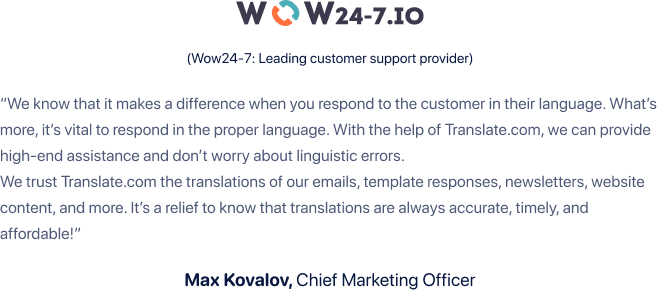 WOW24-7.IO
(Wow24-7: Leading customer support provider)
“We know that it makes a difference when you respond to the customer in their language. What’s
more, it’s vital to respond in the proper language. With the help of Translate.com, we can provide
high-end assistance and don’t worry about linguistic errors.
We trust Translate.com the translations of our emails, template responses, newsletters, website
content, and more. It’s a relief to know that translations are always accurate, timely, and
affordable!”
Max Kovalov, Chief Marketing Officer